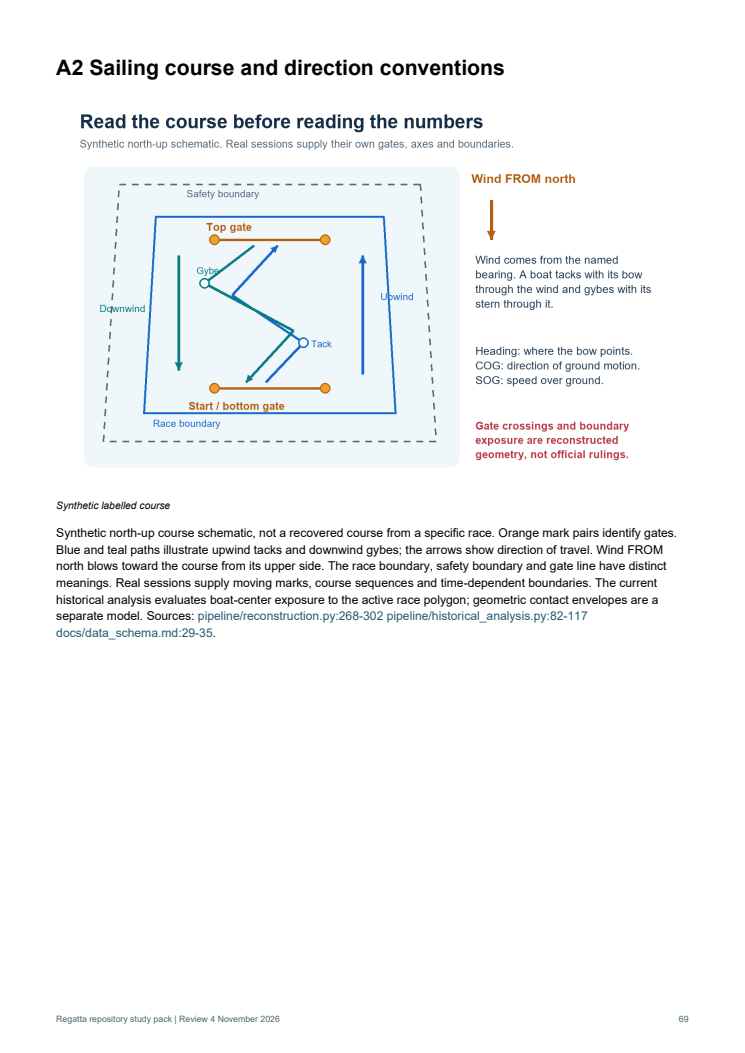 A2 Sailing course and direction conventions
Read the course before reading the numbers
Synthetic north-up schematic. Real sessions supply their own gates, axes and boundaries.
Safety boundary
Top gate
Gybe
Downwind
Upwind
Tack
Start / bottom gate
Race boundary
Wind FROM north
Wind comes from the named
bearing. A boat tacks with its bow
through the wind and gybes with its
stern through it.
Heading: where the bow points.
COG: direction of ground motion.
SOG: speed over ground.
Gate crossings and boundary
exposure are reconstructed
geometry, not official rulings.
Synthetic labelled course
Synthetic north-up course schematic, not a recovered course from a specific race. Orange mark pairs identify gates.
Blue and teal paths illustrate upwind tacks and downwind gybes; the arrows show direction of travel. Wind FROM
north blows toward the course from its upper side. The race boundary, safety boundary and gate line have distinct
meanings. Real sessions supply moving marks, course sequences and time-dependent boundaries. The current
historical analysis evaluates boat-center exposure to the active race polygon; geometric contact envelopes are a
separate model. Sources: pipeline/reconstruction.py:268-302 pipeline/historical_analysis.py:82-117
docs/data_schema.md:29-35.
Regatta repository study pack | Review 4 November 2026
69